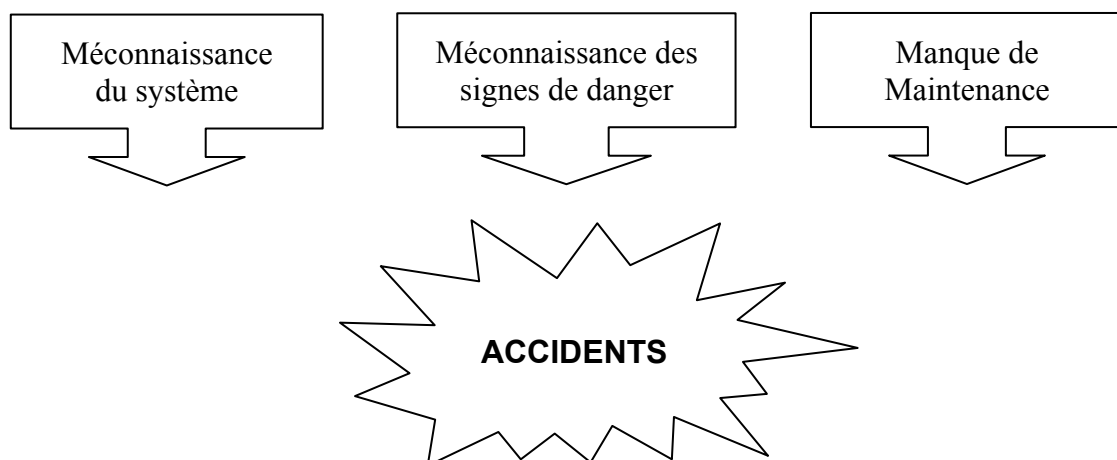 Méconnaissance
du système
Méconnaissance des
signes de danger
Manque de
Maintenance
ACCIDENTS